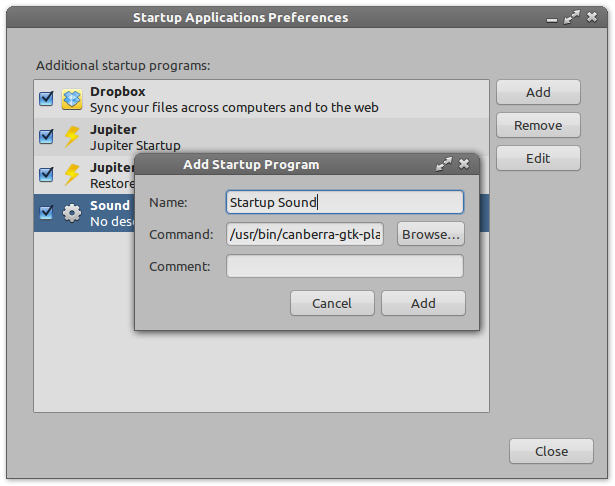 Startup Applications Preferences
Additional startup programs:
Dropbox
Sync your files across computers and to the web
Jupiter
Jupiter Startup
Jupiter
Restore
Sound
No desc
Add
Remove
Edit
Add Startup Program
Name:
Startup Sound
Command:
/usr/bin/canberra-gtk-pla
Browse...
Comment:
Cancel
Add
Close